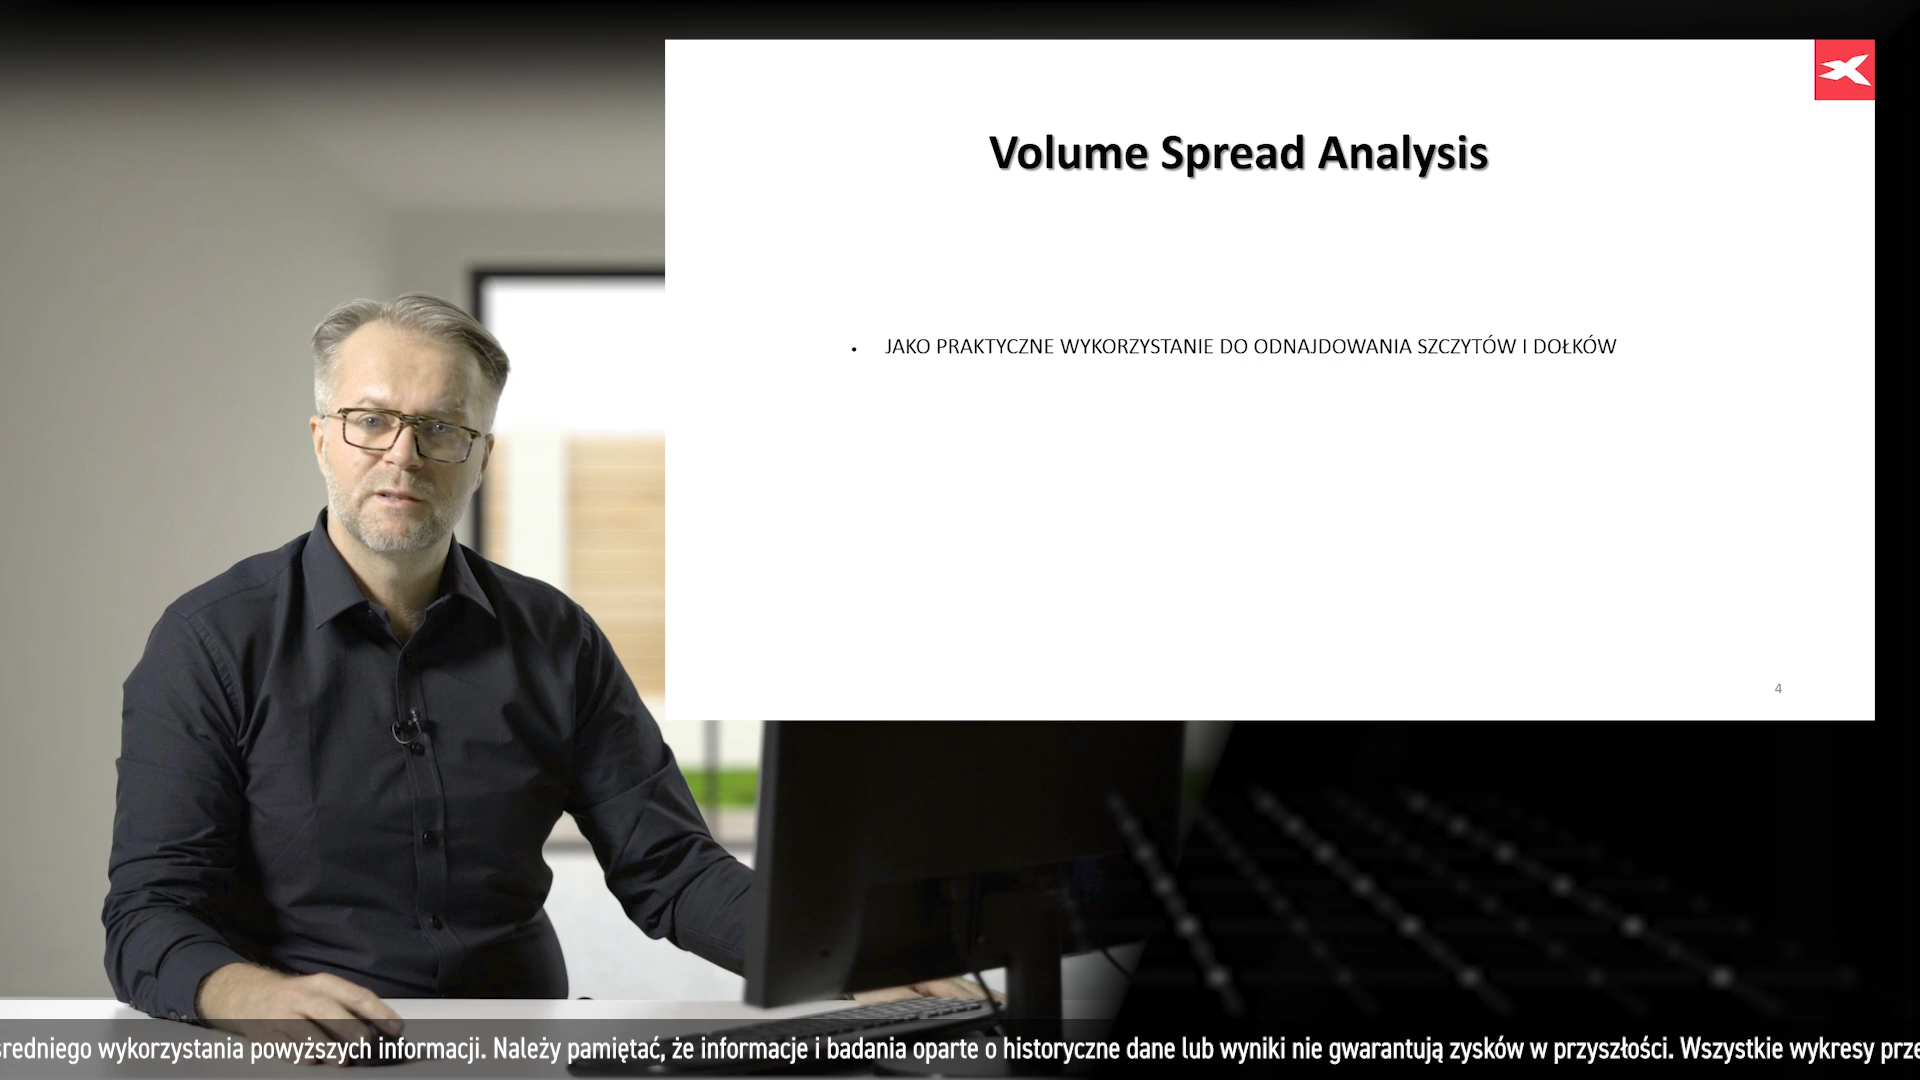 Volume Spread Analysis
• JAKO PRAKTYCZNE WYKORZYSTANIE DO ODNAJDOWANIA SZCZYTÓW I DOŁKÓW
4
średniego wykorzystania powyższych informacji. Należy pamiętać, że informacje i badania oparte o historyczne dane lub wyniki nie gwarantują zysków w przyszłości. Wszystkie wykresy prze